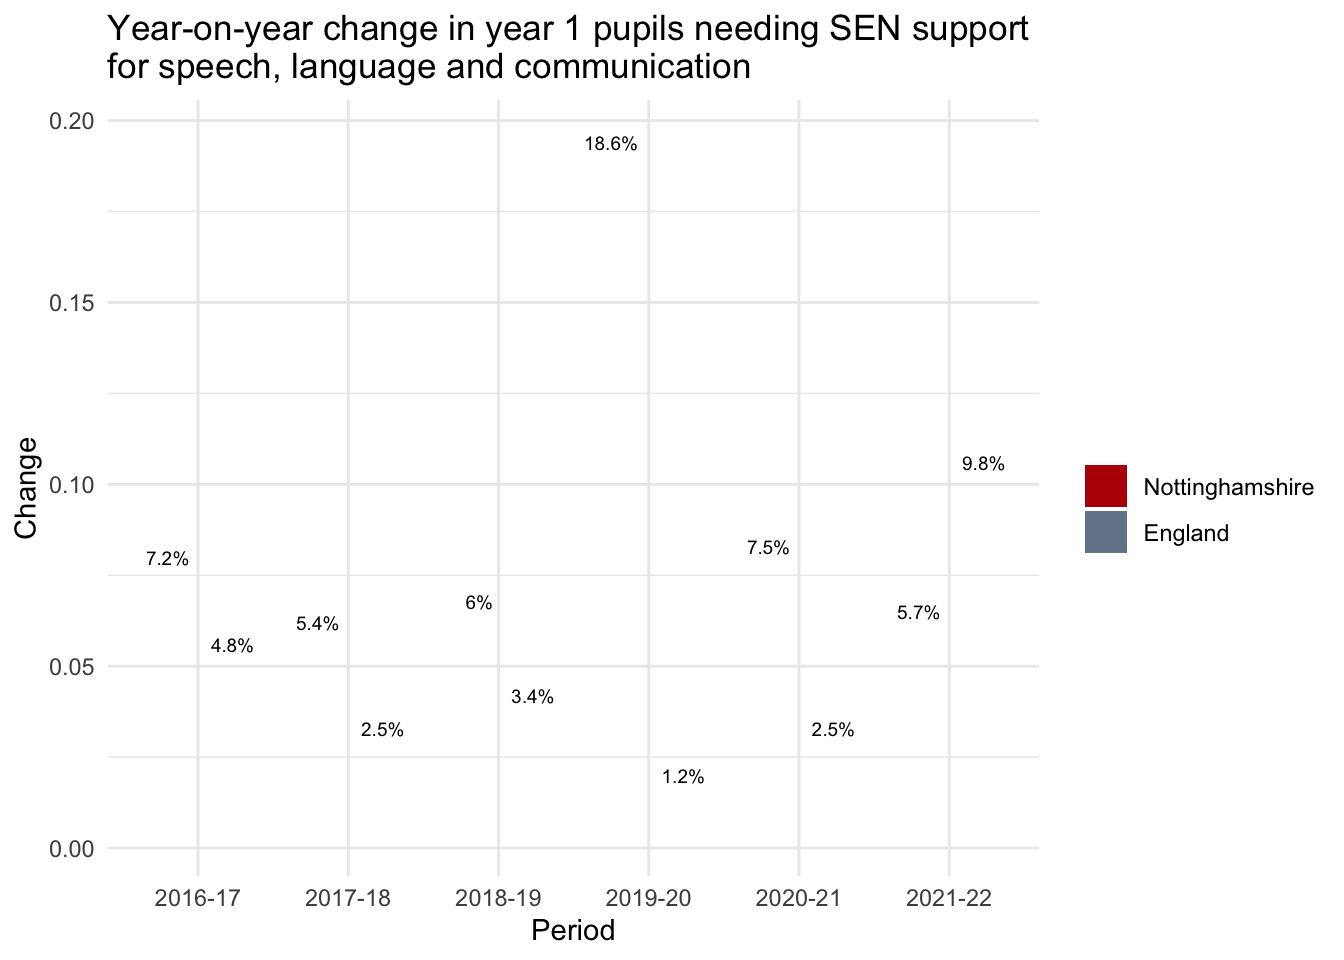 Year-on-year change in year 1 pupils needing SEN support
for speech, language and communication
0.20
18.6%
0.15
Change
0.10
9.8%
Nottinghamshire
England
7.2%
7.5%
5.4%
6%
5.7%
4.8%
0.05
3.4%
2.5%
2.5%
1.2%
0.00
2016-17 2017-18 2018-19 2019-20 2020-21 2021-22
Period